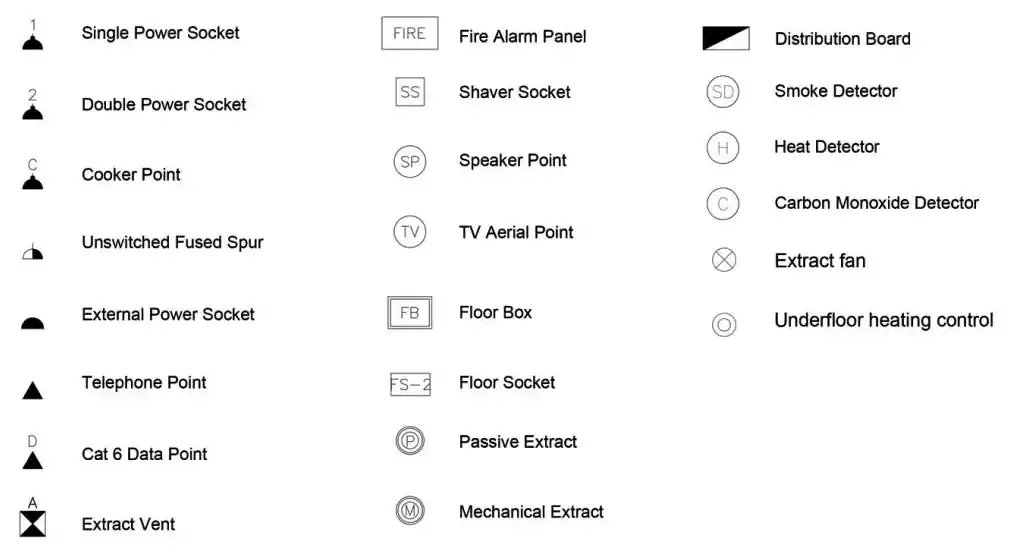 1 Single Power Socket
2 Double Power Socket
C Cooker Point
Unswitched Fused Spur
External Power Socket
Telephone Point
D Cat 6 Data Point
A Extract Vent
FIRE Fire Alarm Panel
SS Shaver Socket
SP Speaker Point
TV TV Aerial Point
FB Floor Box
FS-2 Floor Socket
P Passive Extract
M Mechanical Extract
Distribution Board
SD Smoke Detector
H Heat Detector
C Carbon Monoxide Detector
Extract fan
Underfloor heating control